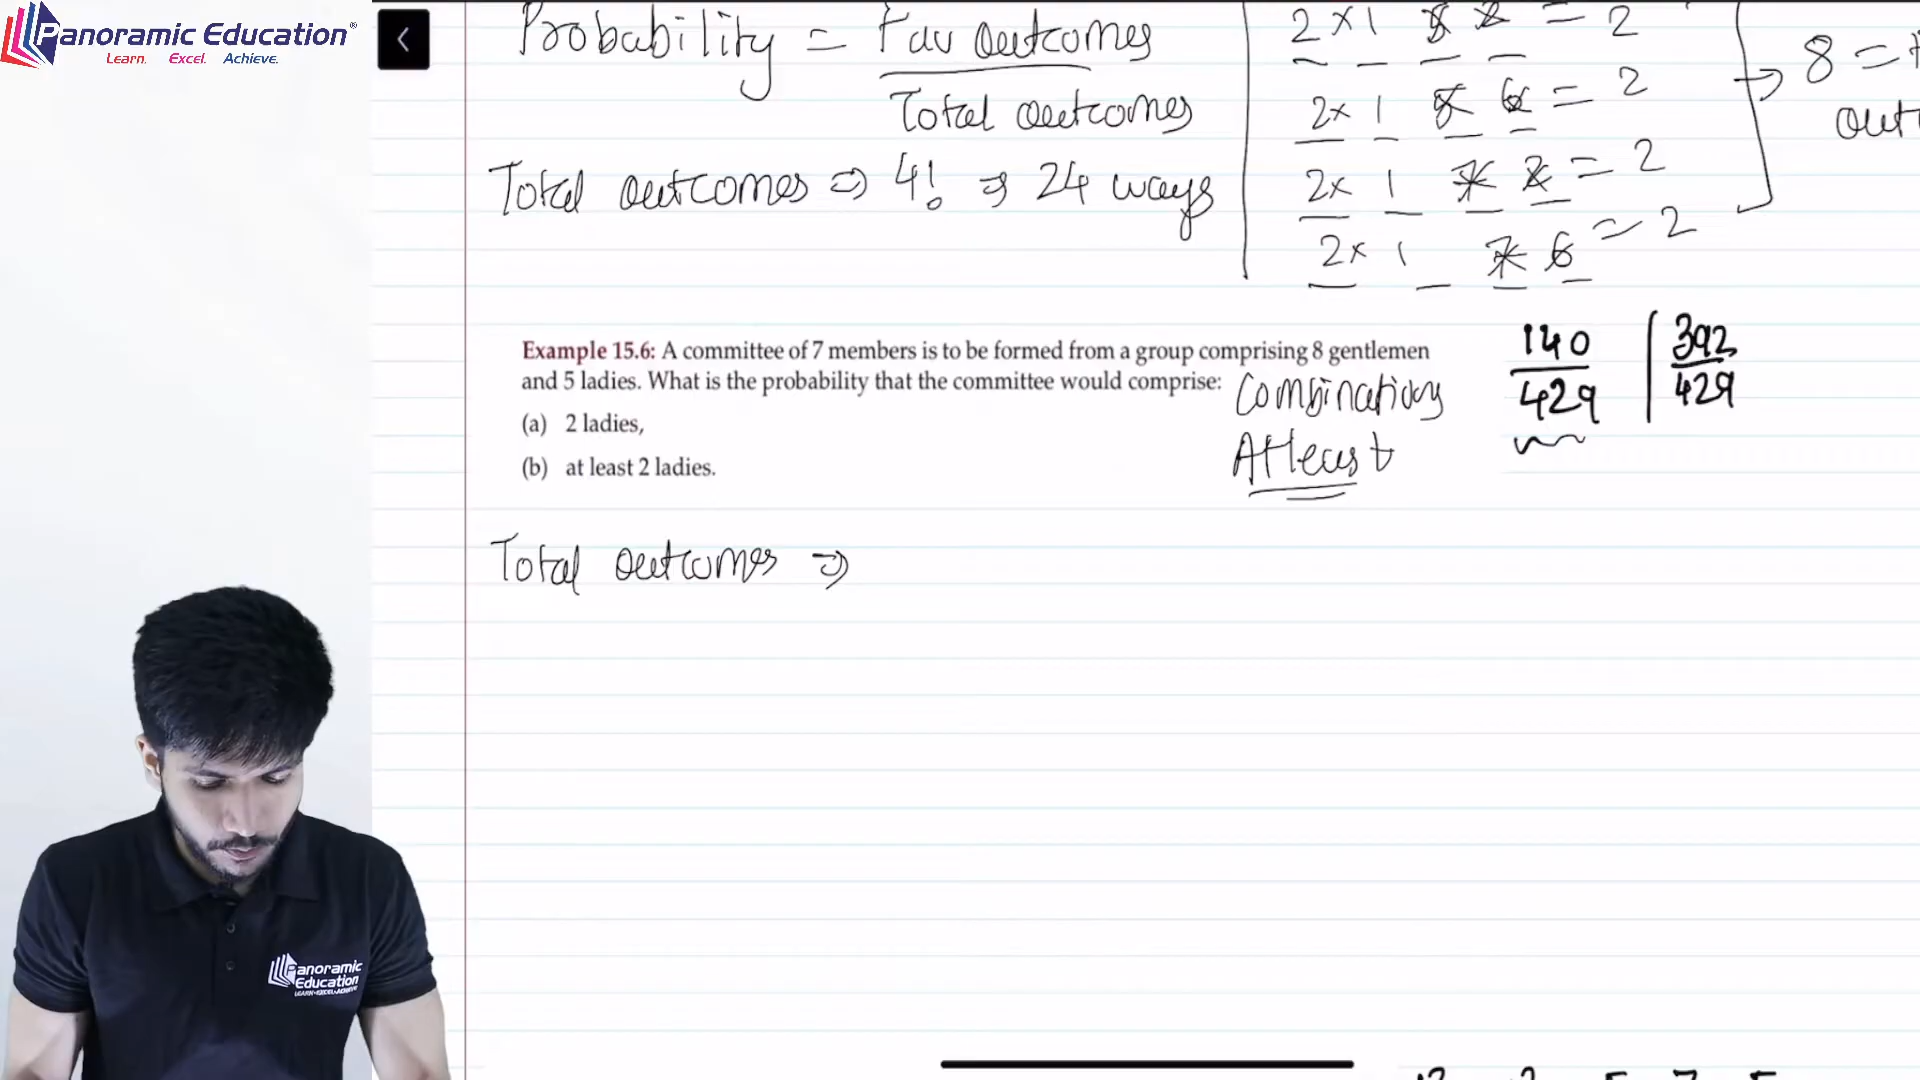 Panoramic Education®
Learn. Excel. Achieve.
Probability = Fav outcomes
Total outcomes
Total outcomes ⇒ 4! ⇒ 24 ways
2 × 1 = 2
2 × 1 = 2
2 × 1 = 2
2 × 1 = 2
8 =
Example 15.6: A committee of 7 members is to be formed from a group comprising 8 gentlemen
and 5 ladies. What is the probability that the committee would comprise:
(a) 2 ladies,
(b) at least 2 ladies.
Combinations
Atleast
140
429
392
429
Total outcomes ⇒
Panoramic
Education
LEARN•EXCEL•ACHIEVE